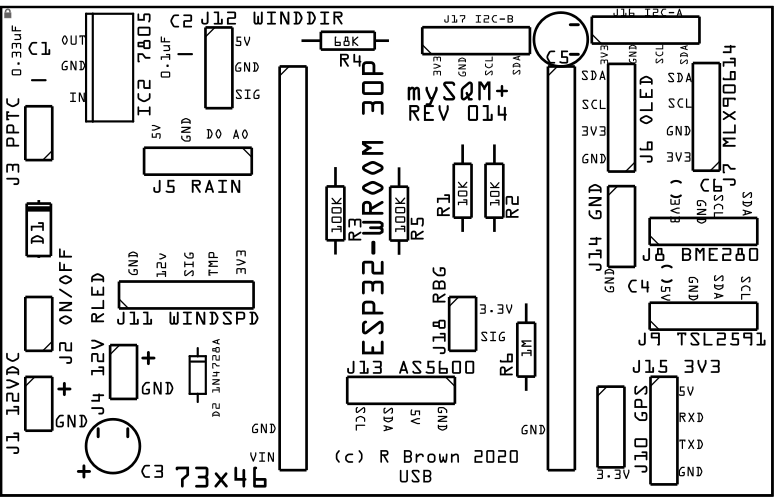 0.33uF
C1
OUT
GND
IN
IC2 7805
C2
0.1uF
J12 WINDDIR
5V
GND
SIG
68K
R4
J17 I2C-B
3V3
GND
SCL
SDA
C5
J16 I2C-A
3V3
GND
SCL
SDA
mySQM+
REV 014
J3 PPTC
5V
GND
D0 A0
J5 RAIN
ESP32-WROOM 30P
SDA
SCL
3V3
GND
J6 OLED
SDA
SCL
GND
3V3
J7 MLX90614
100K
R3
100K
R5
R1
10K
10K
R2
D1
J14 GND
GND
C6
3V3( )
GND
SCL
SDA
J8 BME280
GND
12v
SIG
TMP
3V3
J11 WINDSPD
J2 ON/OFF
RLED
J4 12V
+
GND
D2 1N4728A
J18 RBG
3.3V
SIG
R6
1M
C4
5V( )
GND
SDA
SCL
J9 TSL2591
J13 AS5600
SCL
SDA
5V
GND
J15 3V3
3.3V
J10 GPS
5V
RXD
TXD
GND
J1 12VDC
+
GND
+
C3
73x46
GND
VIN
GND
(c) R Brown 2020
USB